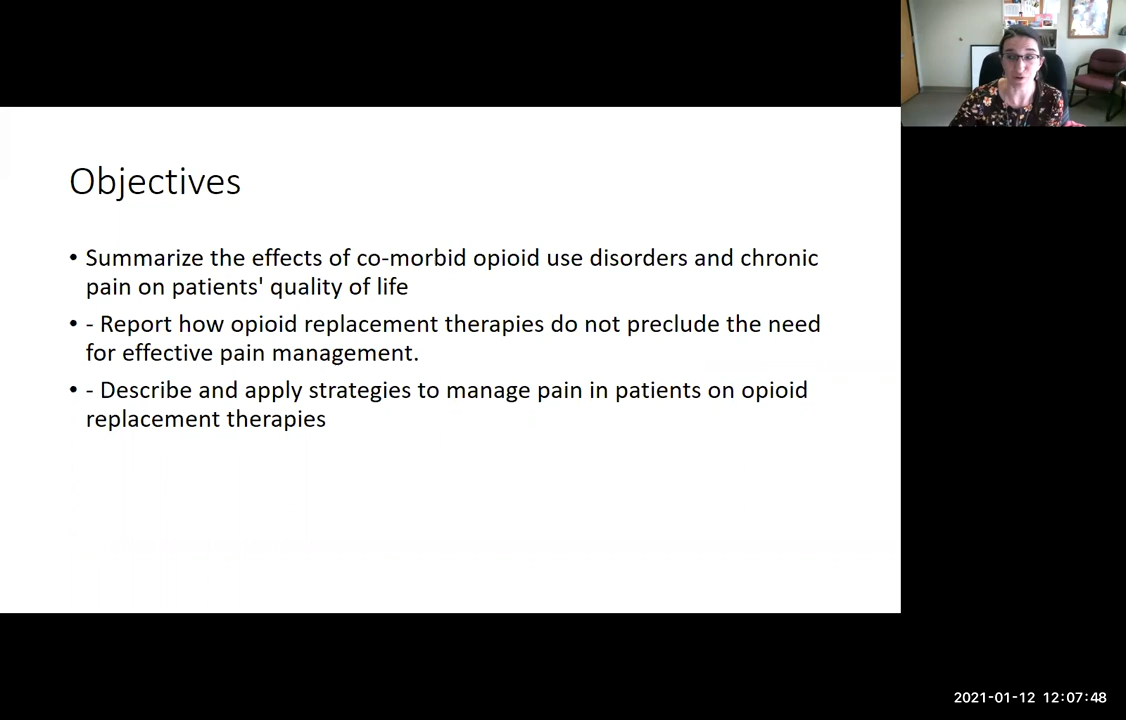 Objectives
• Summarize the effects of co-morbid opioid use disorders and chronic
pain on patients' quality of life
• - Report how opioid replacement therapies do not preclude the need
for effective pain management.
• - Describe and apply strategies to manage pain in patients on opioid
replacement therapies
2021-01-12 12:07:48